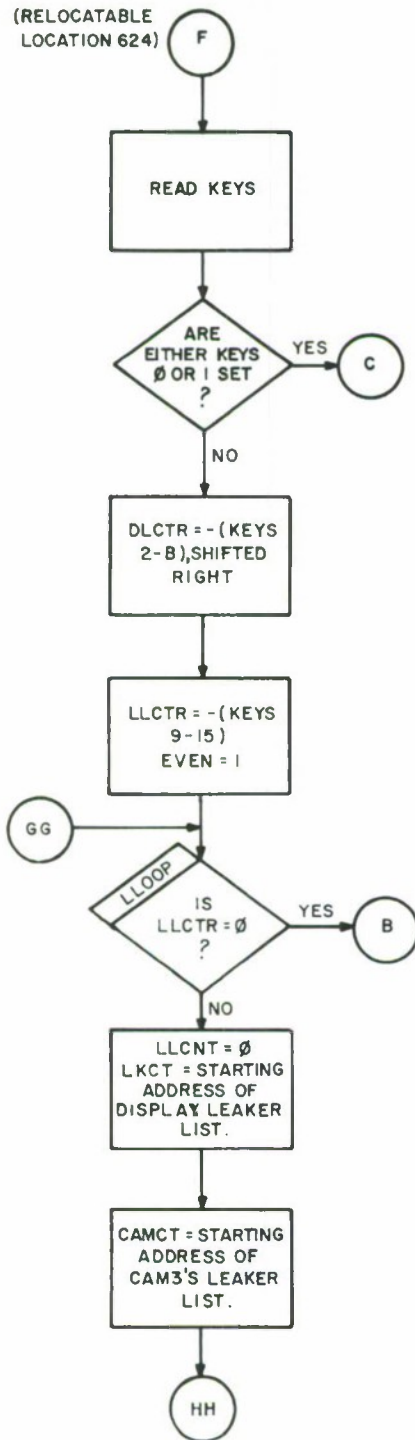 (RELOCATABLE
LOCATION 624)
F
READ KEYS
ARE
EITHER KEYS
Ø OR 1 SET
?
YES
C
NO
DLCTR = -(KEYS
2-8), SHIFTED
RIGHT
LLCTR = -(KEYS
9-15)
EVEN = 1
GG
LLOOP
IS
LLCTR = Ø
?
YES
B
NO
LLCNT = Ø
LKCT = STARTING
ADDRESS OF
DISPLAY LEAKER
LIST.
CAMCT = STARTING
ADDRESS OF
CAM3'S LEAKER
LIST.
HH